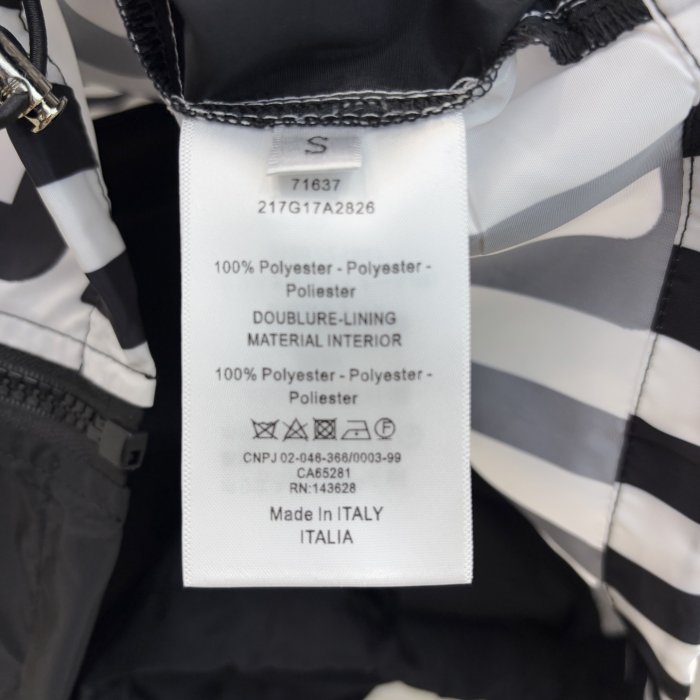 S
71637
217G17A2826
100% Polyester - Polyester -
Poliester
DOUBLURE-LINING
MATERIAL INTERIOR
100% Polyester - Polyester -
Poliester
F
CNPJ 02-046-366/0003-99
CA65281
RN:143628
Made In ITALY
ITALIA